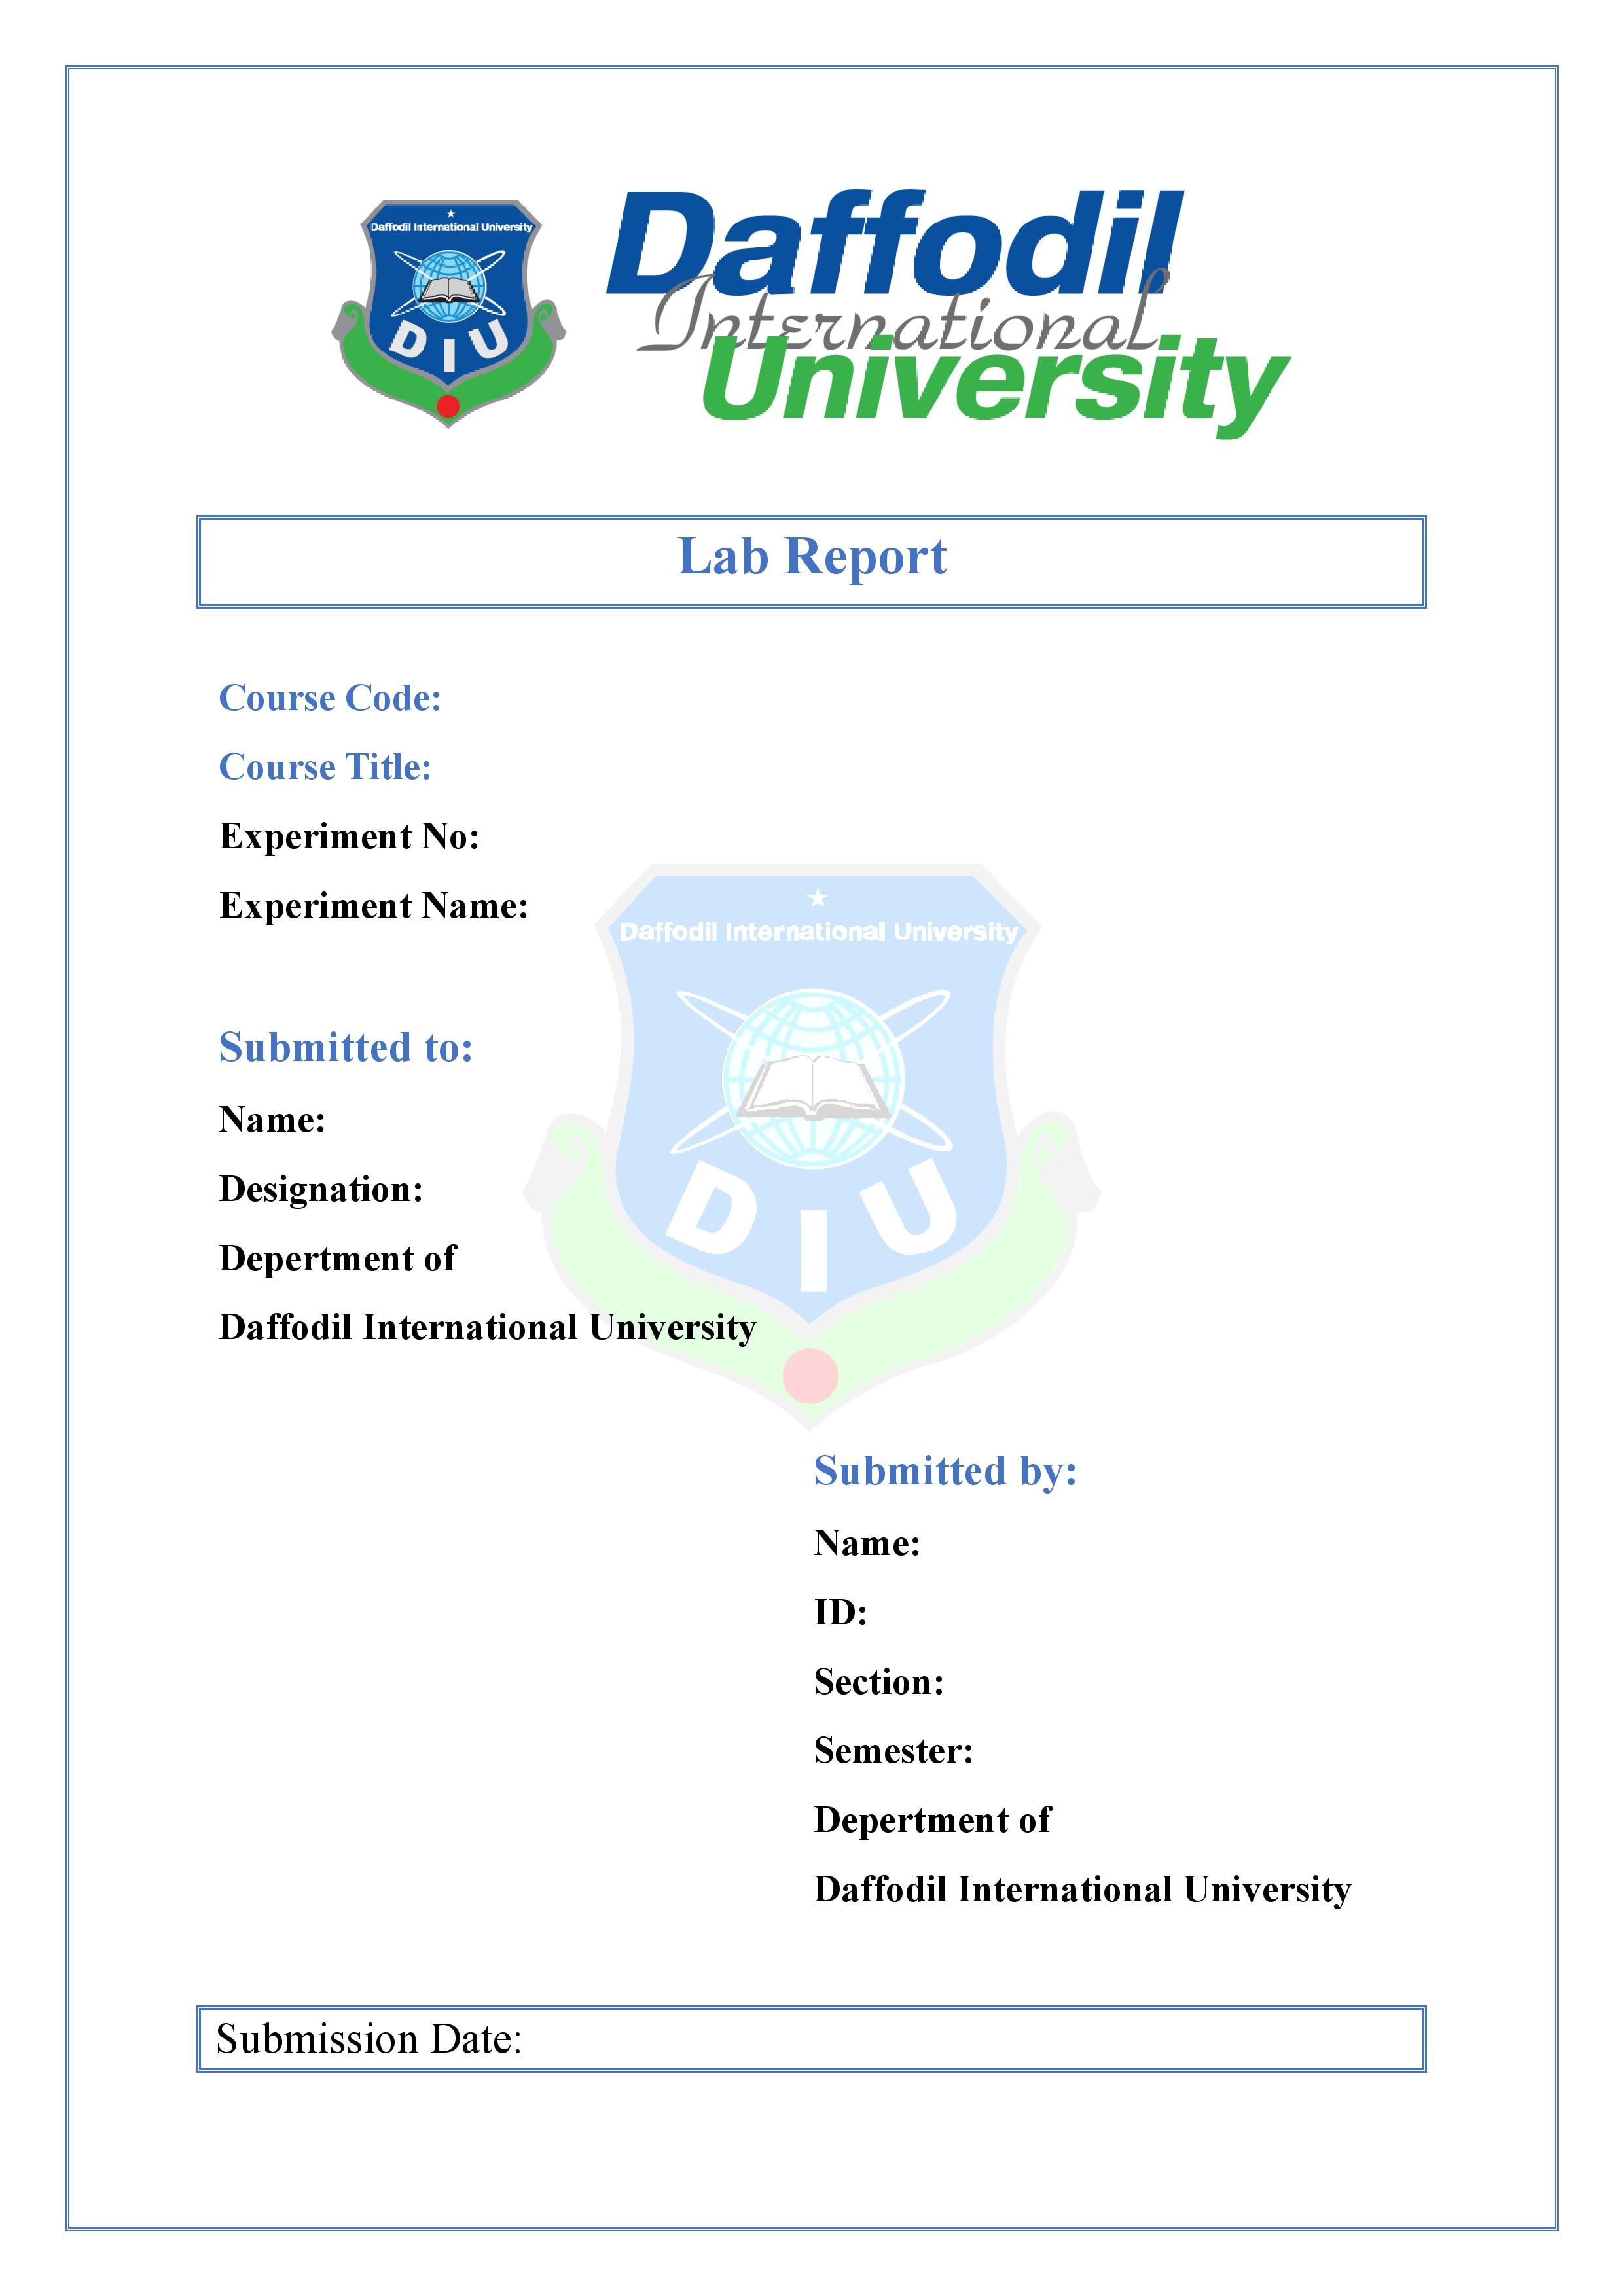 Daffodil International University
D I U
Daffodil
International
University
Lab Report
Course Code:
Course Title:
Experiment No:
Experiment Name:
Daffodil International University
D I U
Submitted to:
Name:
Designation:
Depertment of
Daffodil International University
Submitted by:
Name:
ID:
Section:
Semester:
Depertment of
Daffodil International University
Submission Date: